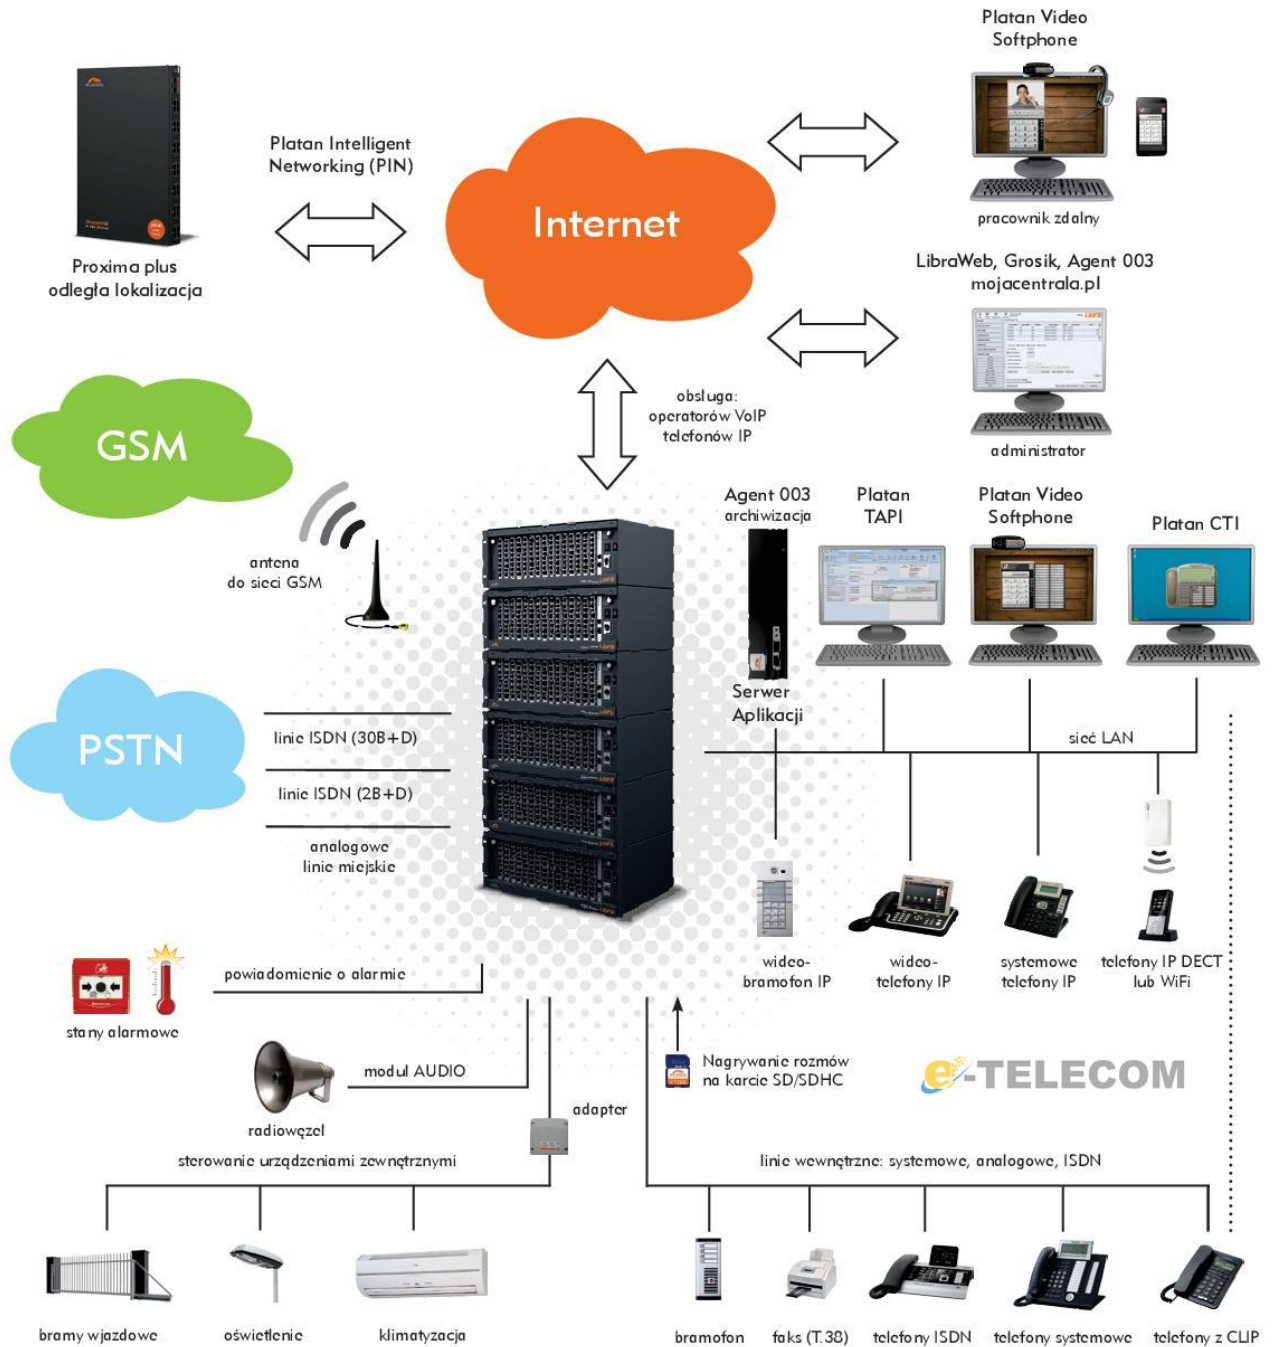 Platan Video
Softphone
Platan Intelligent
Networking (PIN)
Internet
pracownik zdalny
Proxima plus
odległa lokalizacja
LibraWeb, Grosik, Agent 003
mojacentrala.pl
obsługa:
operatorów VoIP
telefonów IP
administrator
GSM
antena
do sieci GSM
Agent 003
archiwizacja
Platan
TAPI
Platan Video
Softphone
Platan CTI
Serwer
Aplikacji
PSTN
linie ISDN (30B+D)
linie ISDN (2B+D)
analogowe
linie miejskie
sieć LAN
wideo-
bramofon IP
wideo-
telefony IP
systemowe
telefony IP
telefony IP DECT
lub WiFi
powiadomienie o alarmie
stany alarmowe
moduł AUDIO
radiowęzeł
Nagrywanie rozmów
na karcie SD/SDHC
e-TELECOM
adapter
sterowanie urządzeniami zewnętrznymi
linie wewnętrzne: systemowe, analogowe, ISDN
bramy wjazdowe
oświetlenie
klimatyzacja
bramofon
faks (T.38)
telefony ISDN
telefony systemowe
telefony z CLIP